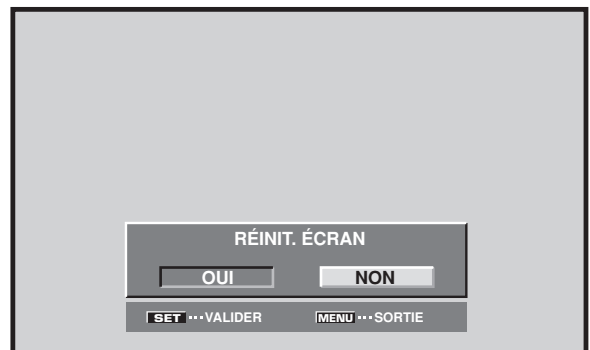 RÉINIT. ÉCRAN
OUI NON
SET ···VALIDER MENU ···SORTIE